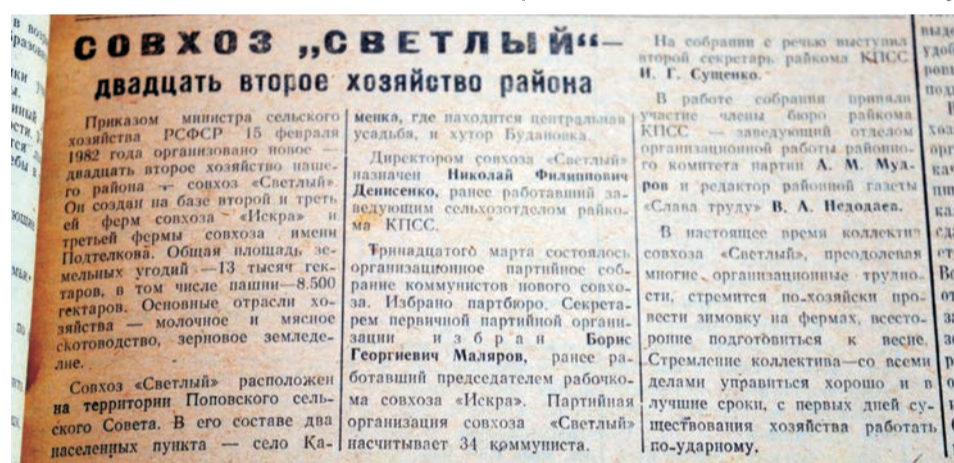 СОВХОЗ „СВЕТЛЫЙ“—
двадцать второе хозяйство района
Приказом министра сельского
хозяйства РСФСР 15 февраля
1982 года организовано новое —
двадцать второе хозяйство наше-
го района — совхоз «Светлый».
Он создан на базе второй и треть
ей ферм совхоза «Искра» и
третьей фермы совхоза имени
Подтелкова. Общая площадь зе-
мельных угодий —13 тысяч гек-
таров, в том числе пашни—8.500
гектаров. Основные отрасли хо-
зяйства — молочное и мясное
скотоводство, зерновое земледе-
лие.
Совхоз «Светлый» расположен
на территории Поповского сель-
ского Совета. В его составе два
населенных пункта — село Ка-
менка, где находится центральная
усадьба, и хутор Будановка.
Директором совхоза «Светлый»
назначен Николай Филиппович
Денисенко, ранее работавший за-
ведующим сельхозотделом райко-
ма КПСС.
Тринадцатого марта состоялось
организационное партийное соб-
рание коммунистов нового совхо-
за. Избрано партбюро. Секрета-
рем первичной партийной органи-
зации избран Борис
Георгиевич Маляров, ранее ра-
ботавший председателем рабочко-
ма совхоза «Искра». Партийная
организация совхоза «Светлый»
насчитывает 34 коммуниста.
На собрании с речью выступил
второй секретарь райкома КПСС
И. Г. Сущенко.
В работе собрания приняли
участие члены бюро райкома
КПСС — заведующий отделом
организационной работы районно-
го комитета партии А. М. Муд-
ров и редактор районной газеты
«Слава труду» В. А. Недодаев.
В настоящее время коллектив
совхоза «Светлый», преодолевая
многие организационные трудно-
сти, стремится по-хозяйски про-
вести зимовку на фермах, всесто-
ронне подготовиться к весне.
Стремление коллектива—со всеми
делами управиться хорошо и в
лучшие сроки, с первых дней су-
ществования хозяйства работать
по-ударному.